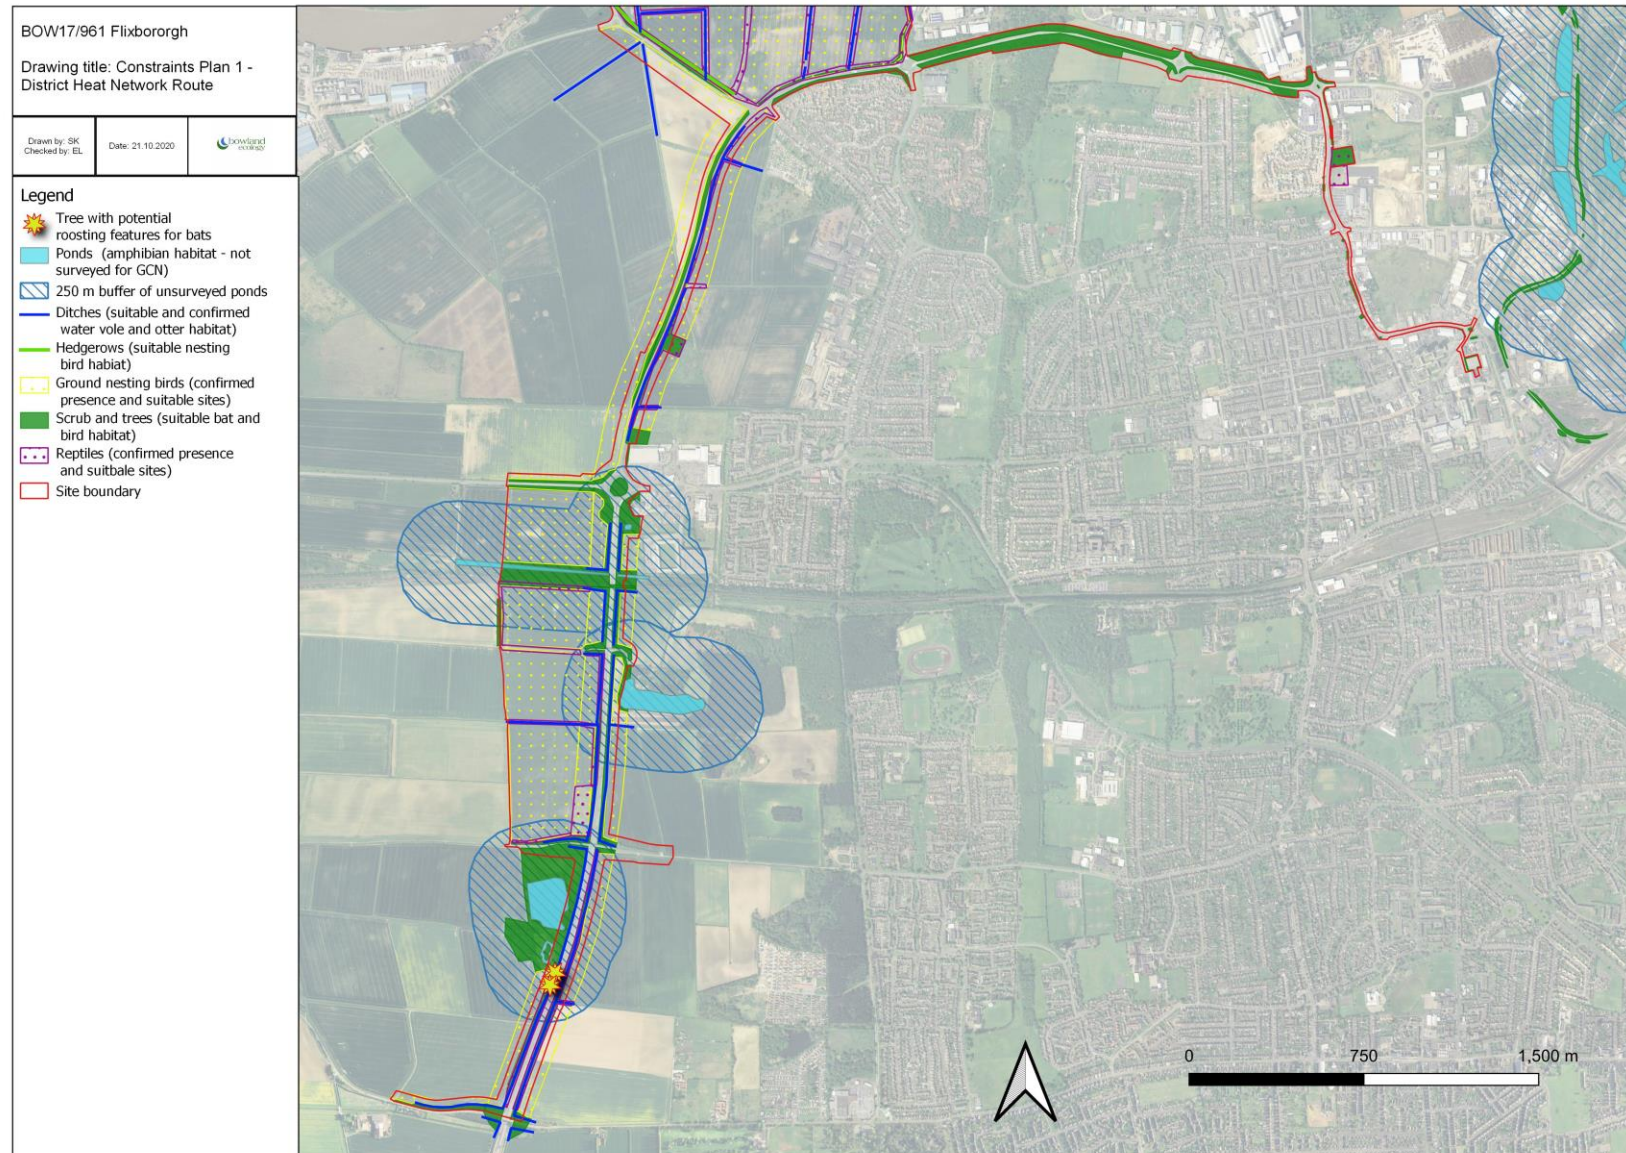 BOW17/961 Flixbororgh
Drawing title: Constraints Plan 1 -
District Heat Network Route
Drawn by: SK
Checked by: EL
Date: 21.10.2020
bowland
ecology
Legend
Tree with potential
roosting features for bats
Ponds (amphibian habitat - not
surveyed for GCN)
250 m buffer of unsurveyed ponds
Ditches (suitable and confirmed
water vole and otter habitat)
Hedgerows (suitable nesting
bird habiat)
Ground nesting birds (confirmed
presence and suitable sites)
Scrub and trees (suitable bat and
bird habitat)
Reptiles (confirmed presence
and suitbale sites)
Site boundary
0 750 1,500 m